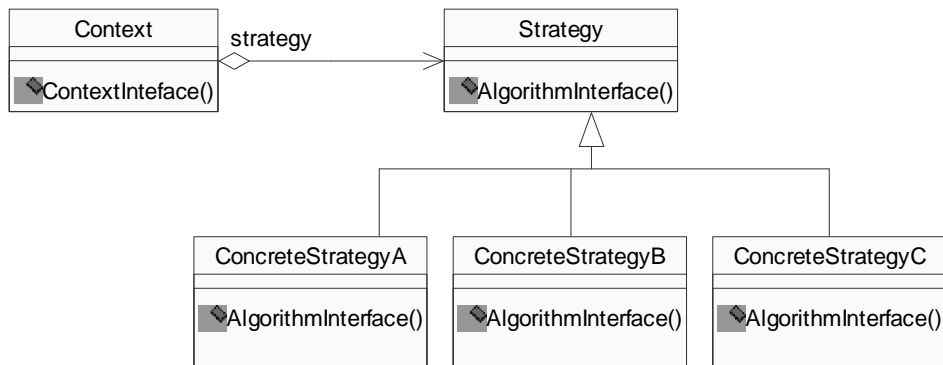 Context
strategy
Strategy
ContextInteface()
AlgorithmInterface()
ConcreteStrategyA
ConcreteStrategyB
ConcreteStrategyC
AlgorithmInterface()
AlgorithmInterface()
AlgorithmInterface()